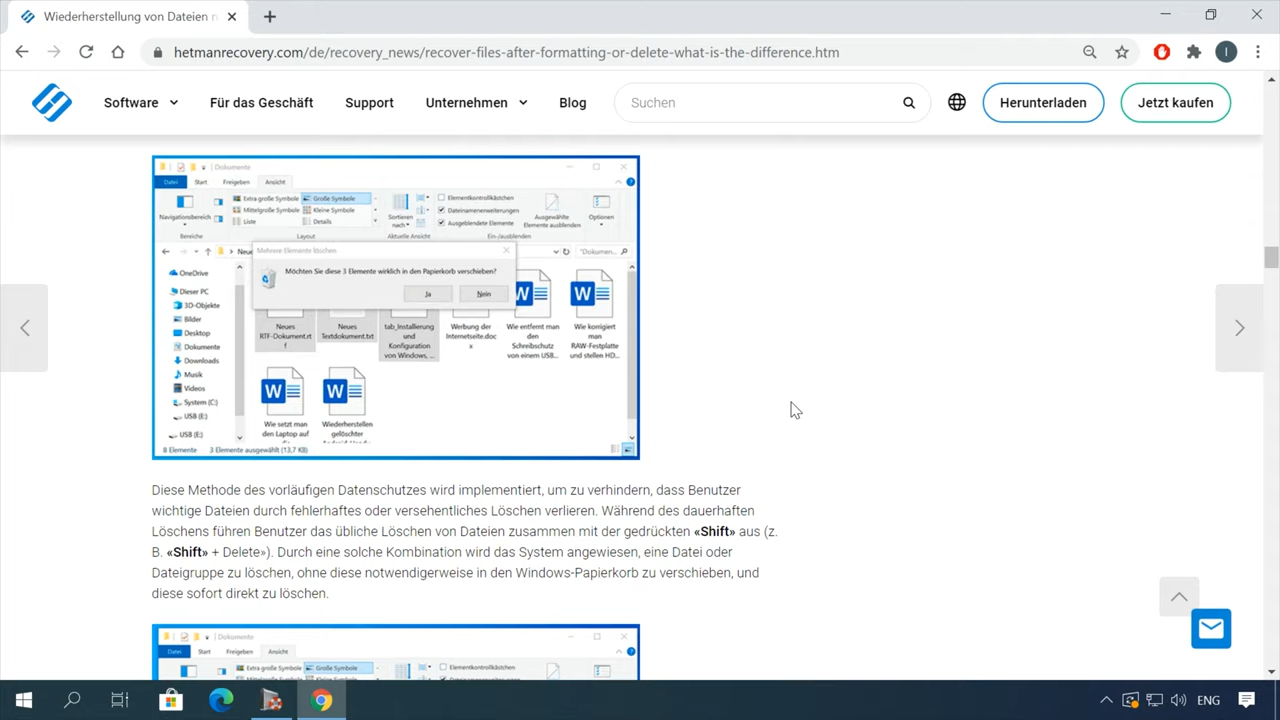 Wiederherstellung von Dateien n
hetmanrecovery.com/de/recovery_news/recover-files-after-formatting-or-delete-what-is-the-difference.htm
I
Software
Für das Geschäft
Support
Unternehmen
Blog
Suchen
Herunterladen
Jetzt kaufen
Dokumente
Datei Start Freigeben Ansicht
Navigationsbereich
Bereiche
Extra große Symbole Große Symbole
Mittelgroße Symbole Kleine Symbole
Liste Details
Layout
Sortieren
nach
Aktuelle Ansicht
Elementkontrollkästchen
Dateinamenerweiterungen
Ausgeblendete Elemente
Ausgewählte
Elemente ausblenden
Ein-/ausblenden
Optionen
Neue
"Dokumen...
Mehrere Elemente löschen
Möchten Sie diese 3 Elemente wirklich in den Papierkorb verschieben?
Ja Nein
OneDrive
Dieser PC
3D-Objekte
Bilder
Desktop
Dokumente
Downloads
Musik
Videos
System (C:)
USB (E:)
USB (E:)
Neues
RTF-Dokument.rt
f
Neues
Textdokument.txt
tab_Installierung
und
Konfiguration
von Windows, ...
Werbung der
Internetseite.doc
x
Wie entfernt man
den
Schreibschutz
von einem USB...
Wie korrigiert
man
RAW-Festplatte
und stellen HD...
Wie setzt man
den Laptop auf
Wiederherstellen
gelöschter
8 Elemente 3 Elemente ausgewählt (13,7 KB)
Diese Methode des vorläufigen Datenschutzes wird implementiert, um zu verhindern, dass Benutzer
wichtige Dateien durch fehlerhaftes oder versehentliches Löschen verlieren. Während des dauerhaften
Löschens führen Benutzer das übliche Löschen von Dateien zusammen mit der gedrückten «Shift» aus (z.
B. «Shift» + Delete»). Durch eine solche Kombination wird das System angewiesen, eine Datei oder
Dateigruppe zu löschen, ohne diese notwendigerweise in den Windows-Papierkorb zu verschieben, und
diese sofort direkt zu löschen.
Dokumente
Datei Start Freigeben Ansicht
Extra große Symbole Große Symbole
Elementkontrollkästchen
ENG